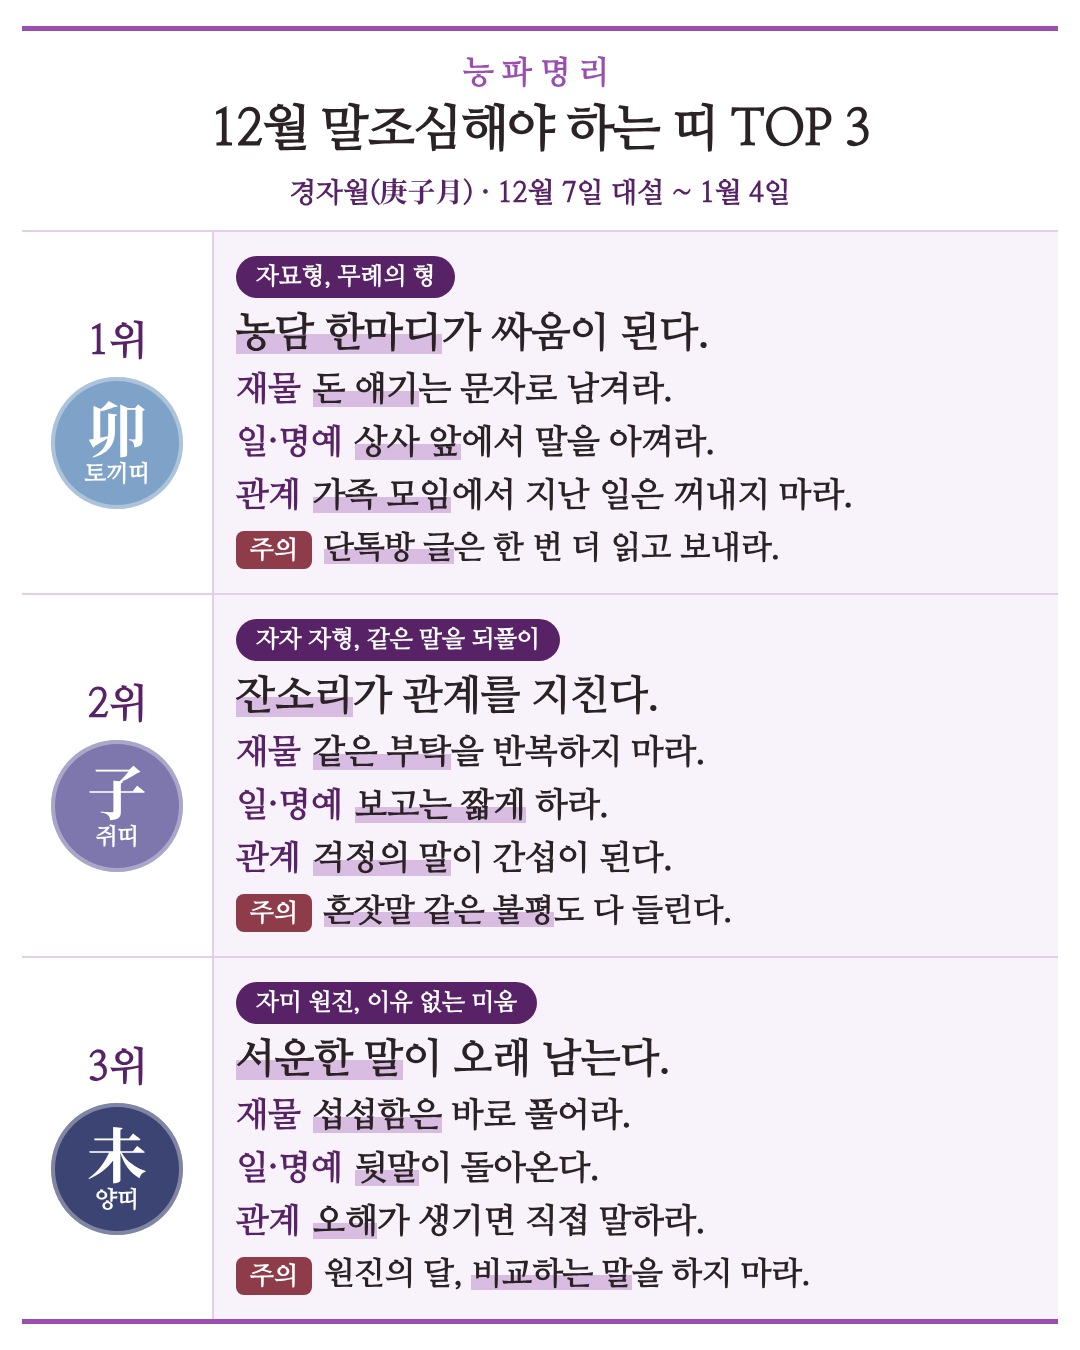 능파명리
12월 말조심해야 하는 띠 TOP 3
경자월(庚子月) · 12월 7일 대설 ~ 1월 4일
1위
卯
토끼띠
자묘형, 무례의 형
농담 한마디가 싸움이 된다.
재물 돈 얘기는 문자로 남겨라.
일·명예 상사 앞에서 말을 아껴라.
관계 가족 모임에서 지난 일은 꺼내지 마라.
주의 단톡방 글은 한 번 더 읽고 보내라.
2위
子
쥐띠
자자 자형, 같은 말을 되풀이
잔소리가 관계를 지친다.
재물 같은 부탁을 반복하지 마라.
일·명예 보고는 짧게 하라.
관계 걱정의 말이 간섭이 된다.
주의 혼잣말 같은 불평도 다 들린다.
3위
未
양띠
자미 원진, 이유 없는 미움
서운한 말이 오래 남는다.
재물 섭섭함은 바로 풀어라.
일·명예 뒷말이 돌아온다.
관계 오해가 생기면 직접 말하라.
주의 원진의 달, 비교하는 말을 하지 마라.